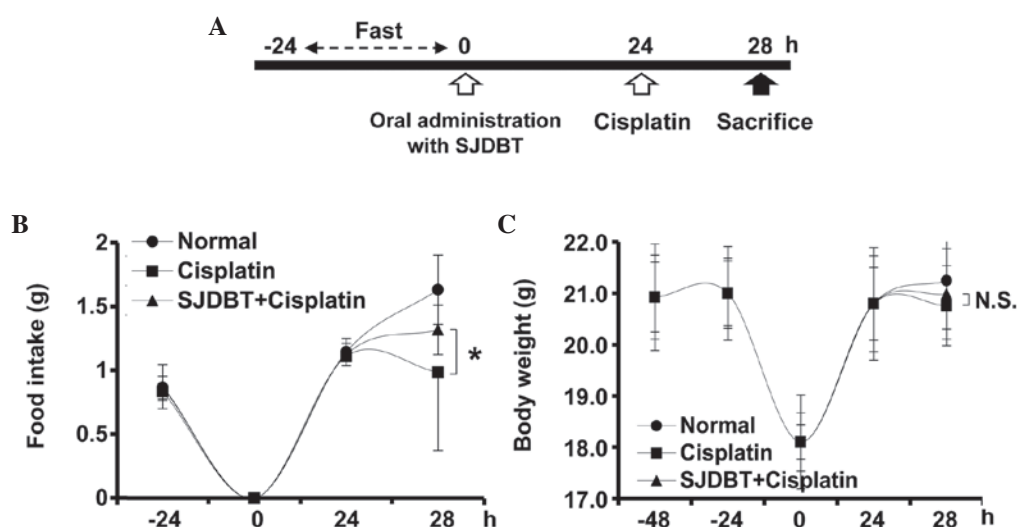 A
Fast
-24 0 24 28 h
Oral administration
with SJDBT
Cisplatin
Sacrifice
B
Normal
Cisplatin
SJDBT+Cisplatin
Food intake (g)
2
1.5
1
0.5
0
*
-24 0 24 28 h
C
Body weight (g)
22.0
21.0
20.0
19.0
18.0
17.0
N.S.
Normal
Cisplatin
SJDBT+Cisplatin
-48 -24 0 24 28 h